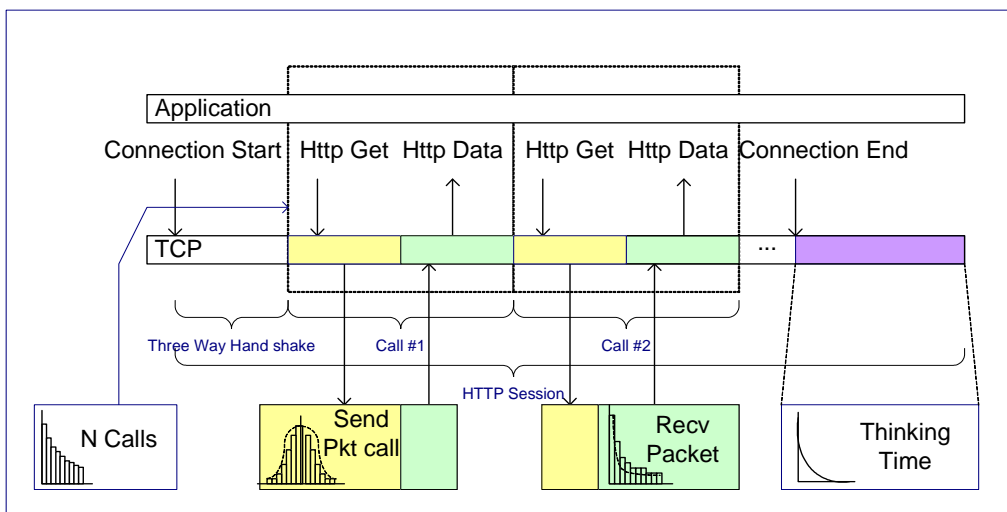 Application
Connection Start
Http Get
Http Data
Http Get
Http Data
Connection End
TCP
...
Three Way Hand shake
Call #1
Call #2
HTTP Session
N Calls
Send
Pkt call
Recv
Packet
Thinking
Time